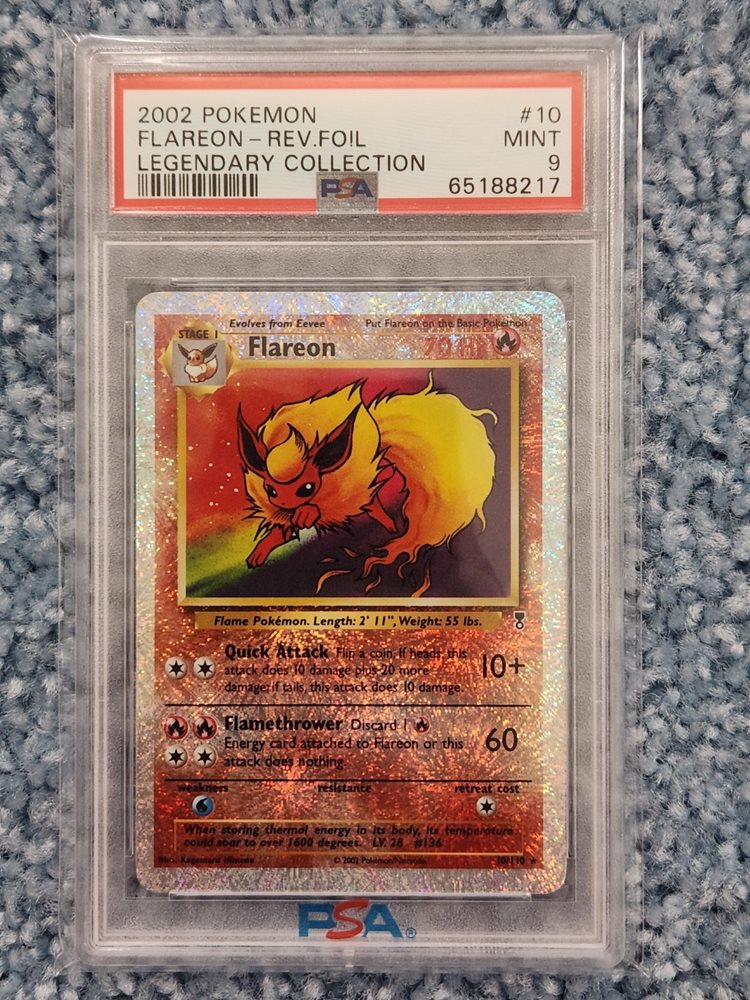 2002 POKEMON #10
FLAREON - REV.FOIL MINT
LEGENDARY COLLECTION 9
PSA 65188217
Evolves from Eevee Put Flareon on the Basic Pokémon
STAGE 1
Flareon 70 HP
Flame Pokémon. Length: 2' 11", Weight: 55 lbs.
Quick Attack Flip a coin. If heads, this
attack does 10 damage plus 20 more
damage; if tails, this attack does 10 damage.
10+
Flamethrower Discard 1
Energy card attached to Flareon or this
attack does nothing.
60
weakness resistance retreat cost
When storing thermal energy in its body, its temperature
could soar to over 1600 degrees. LV. 28 #136
Illus. Kagemaru Himeno ©2002 Pokémon/Nintendo 10/110 ★
PSA®